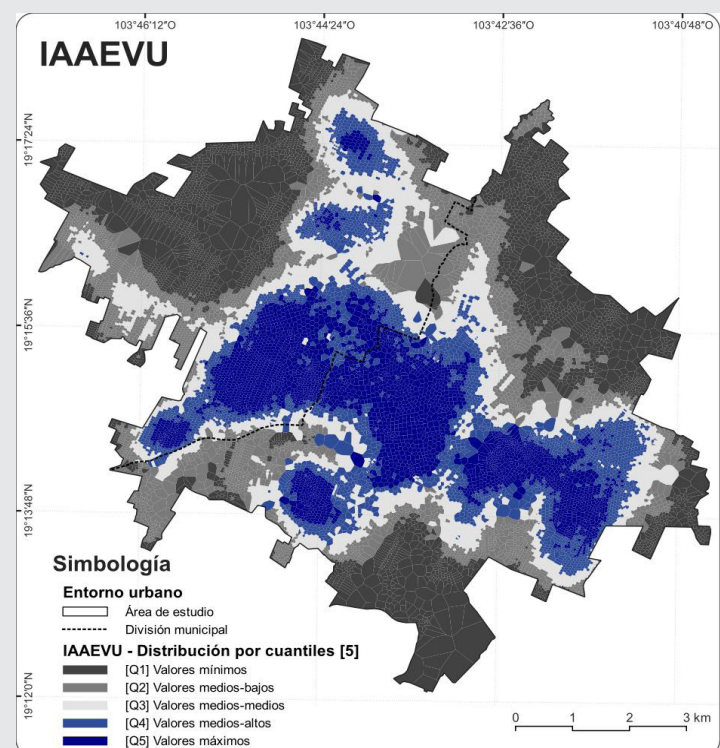 103°46'12"O 103°44'24"O 103°42'36"O 103°40'48"O
IAAEVU
19°17'24"N
19°15'36"N
19°13'48"N
19°12'0"N
Simbología
Entorno urbano
Área de estudio
División municipal
IAAEVU - Distribución por cuantiles [5]
[Q1] Valores mínimos
[Q2] Valores medios-bajos
[Q3] Valores medios-medios
[Q4] Valores medios-altos
[Q5] Valores máximos
0 1 2 3 km